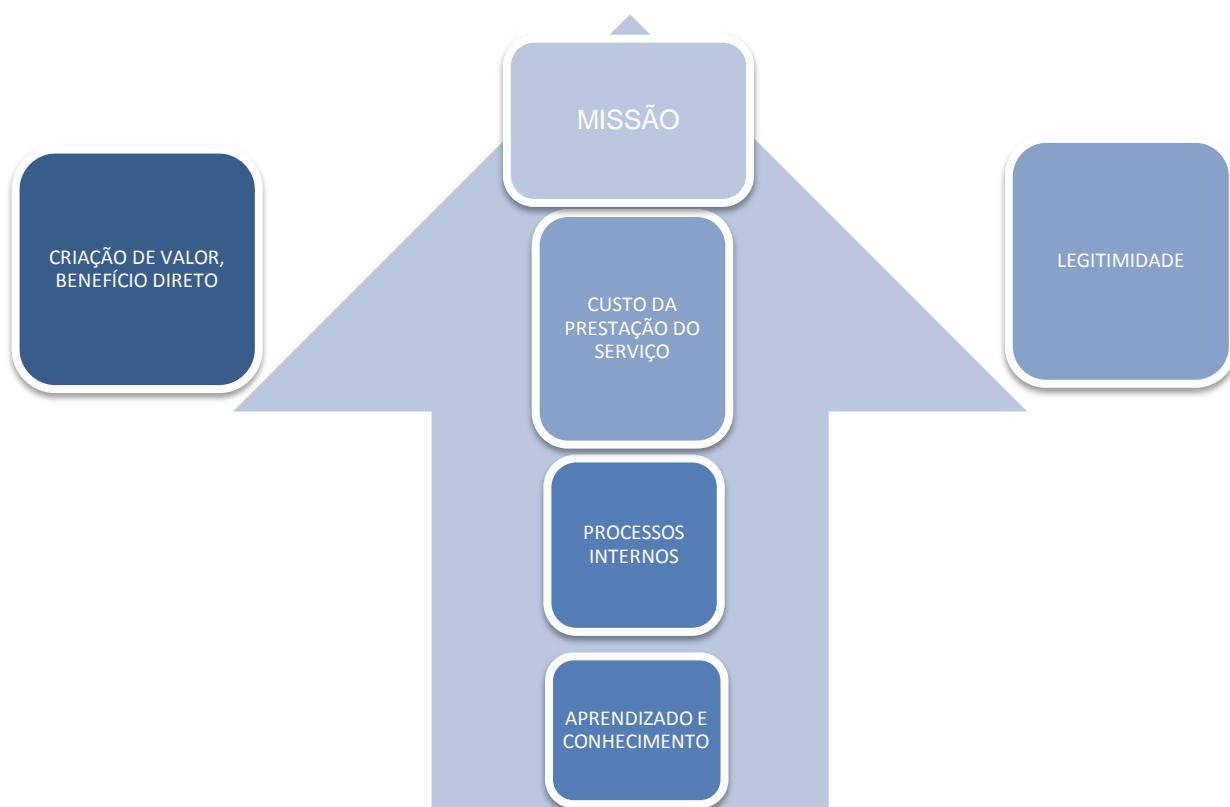 MISSÃO
CRIAÇÃO DE VALOR,
BENEFÍCIO DIRETO
LEGITIMIDADE
CUSTO DA
PRESTAÇÃO DO
SERVIÇO
PROCESSOS
INTERNOS
APRENDIZADO E
CONHECIMENTO